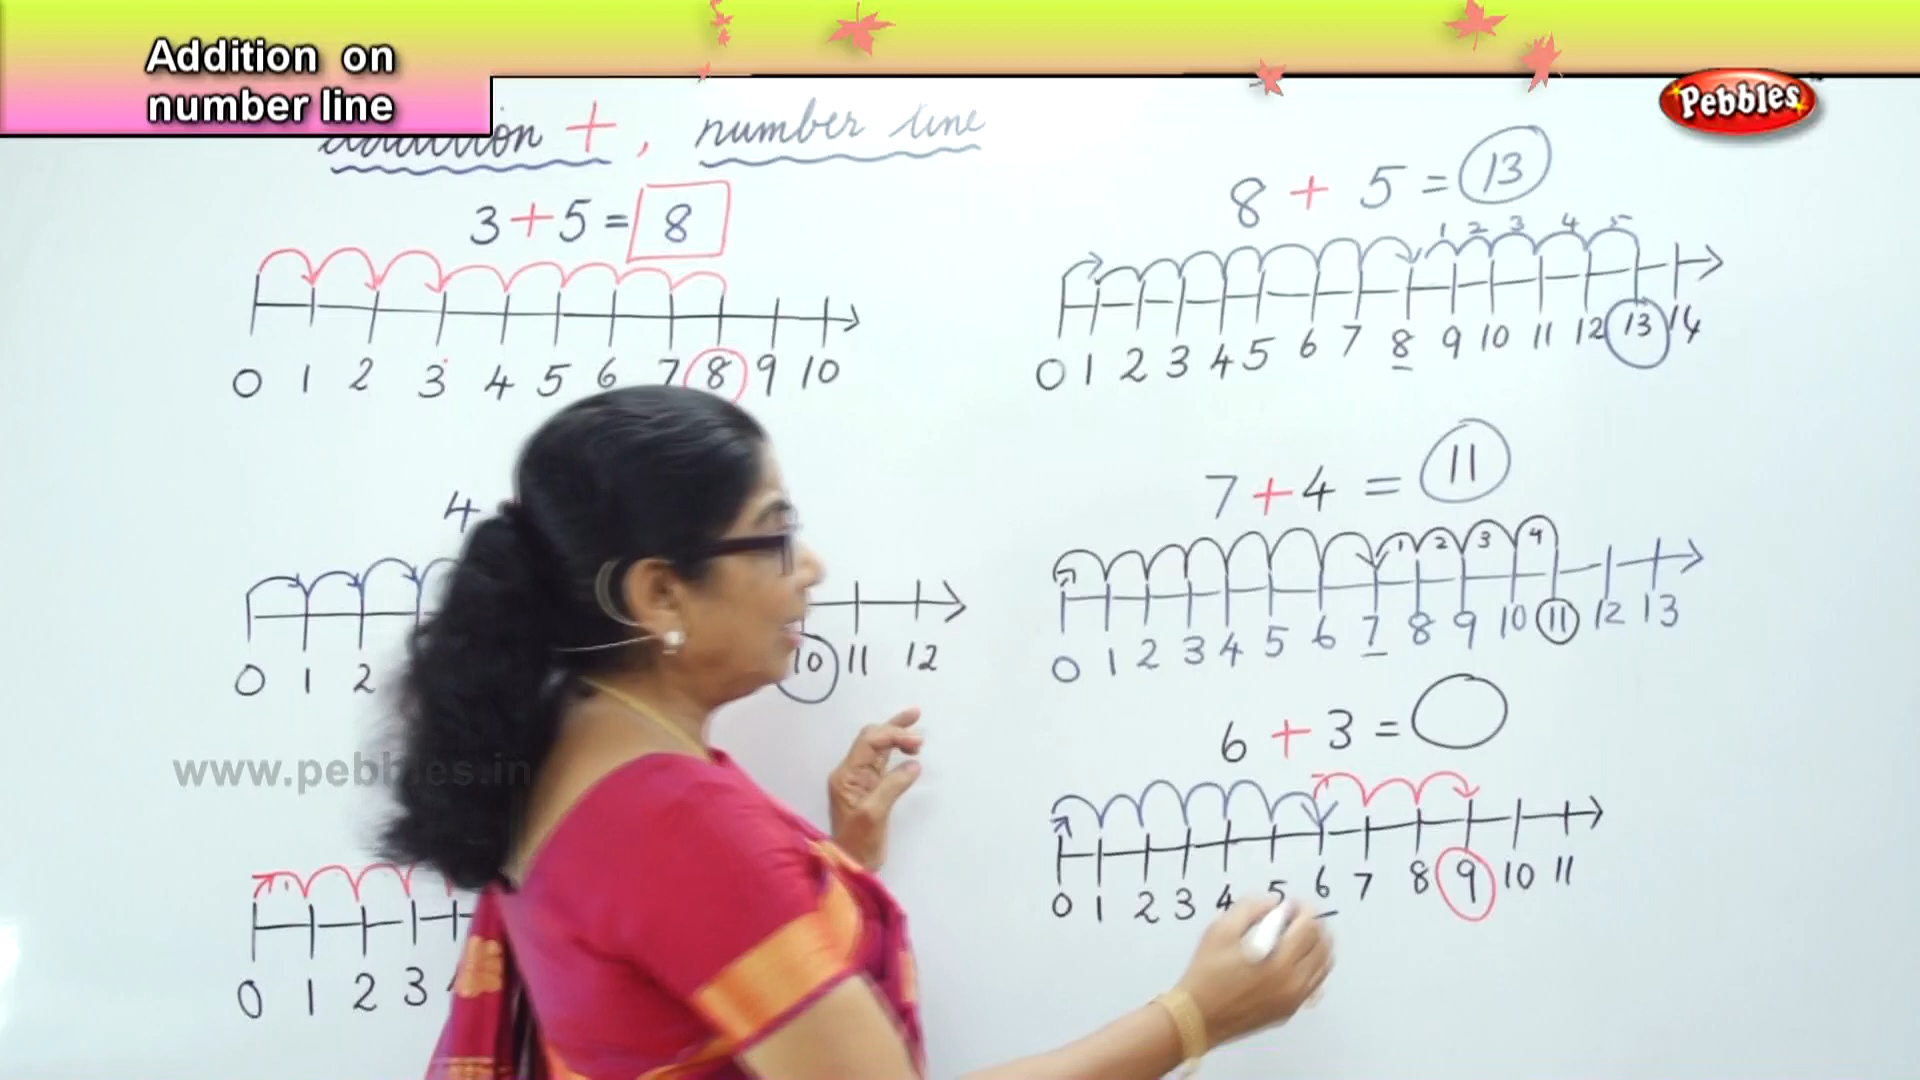 Addition on
number line
Pebbles
addition + , number line
3 + 5 = 8
0 1 2 3 4 5 6 7 8 9 10
4
0 1 2 10 11 12
www.pebbles.in
0 1 2 3
8 + 5 = 13
1 2 3 4 5
0 1 2 3 4 5 6 7 8 9 10 11 12 13 14
7 + 4 = 11
1 2 3 4
0 1 2 3 4 5 6 7 8 9 10 11 12 13
6 + 3 =
0 1 2 3 4 5 6 7 8 9 10 11